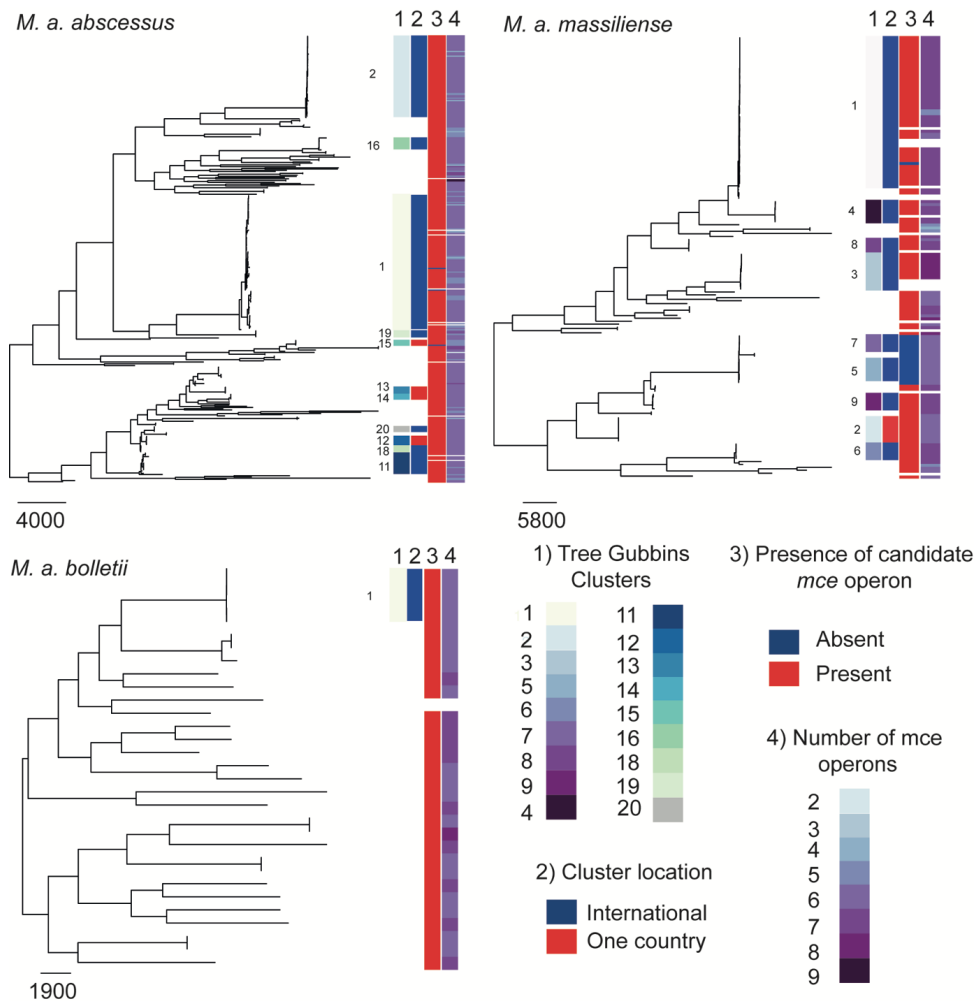 M. a. abscessus
1 2 3 4
2
16
1
19
15
13
14
20
12
18
11
4000
M. a. massiliense
1 2 3 4
1
4
8
3
7
5
9
2
6
5800
M. a. bolletii
1 2 3 4
1
1900
1) Tree Gubbins
Clusters
1
2
3
5
6
7
8
9
4
11
12
13
14
15
16
18
19
20
2) Cluster location
International
One country
3) Presence of candidate
mce operon
Absent
Present
4) Number of mce
operons
2
3
4
5
6
7
8
9